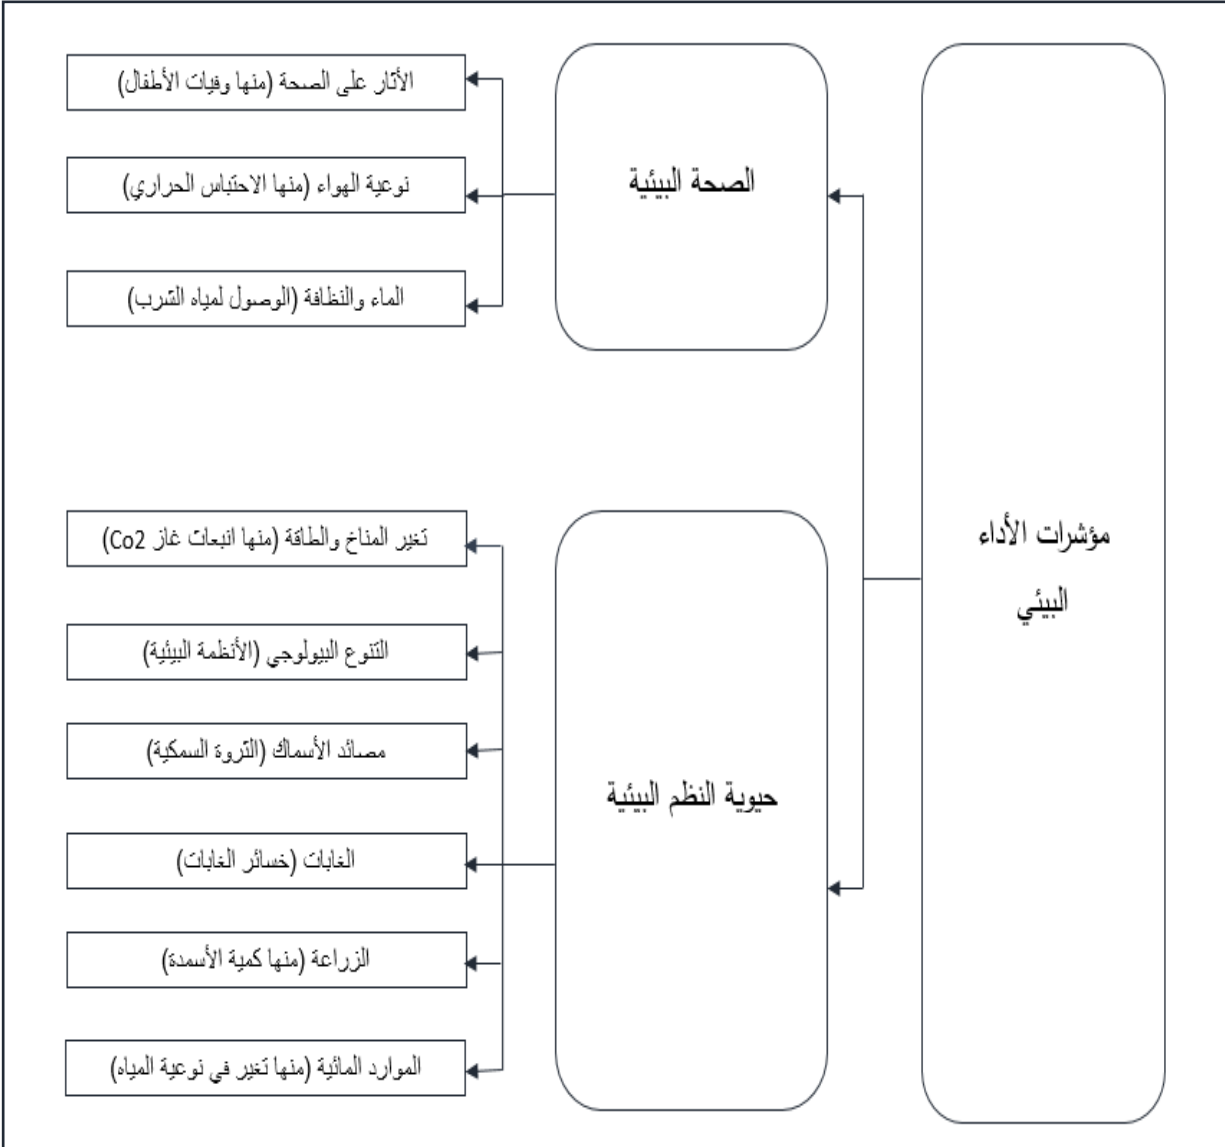 مؤشرات الأداء
البيئي
الصحة البيئية
الأثار على الصحة (منها وفيات الأطفال)
نوعية الهواء (منها الاحتباس الحراري)
الماء والنظافة (الوصول لمياه الشرب)
حيوية النظم البيئية
تغير المناخ والطاقة (منها انبعاث غاز Co2)
التنوع البيولوجي (الأنظمة البيئية)
مصائد الأسماك (الثروة السمكية)
الغابات (خسائر الغابات)
الزراعة (منها كمية الأسمدة)
الموارد المائية (منها تغير في نوعية المياه)